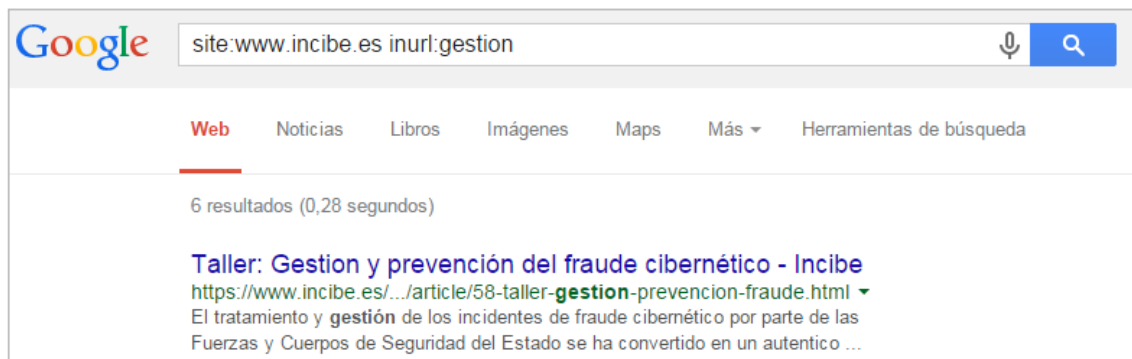 Google site:www.incibe.es inurl:gestion
Web Noticias Libros Imágenes Maps Más Herramientas de búsqueda
6 resultados (0,28 segundos)
Taller: Gestion y prevención del fraude cibernético - Incibe
https://www.incibe.es/.../article/58-taller-gestion-prevencion-fraude.html
El tratamiento y gestión de los incidentes de fraude cibernético por parte de las
Fuerzas y Cuerpos de Seguridad del Estado se ha convertido en un autentico ...